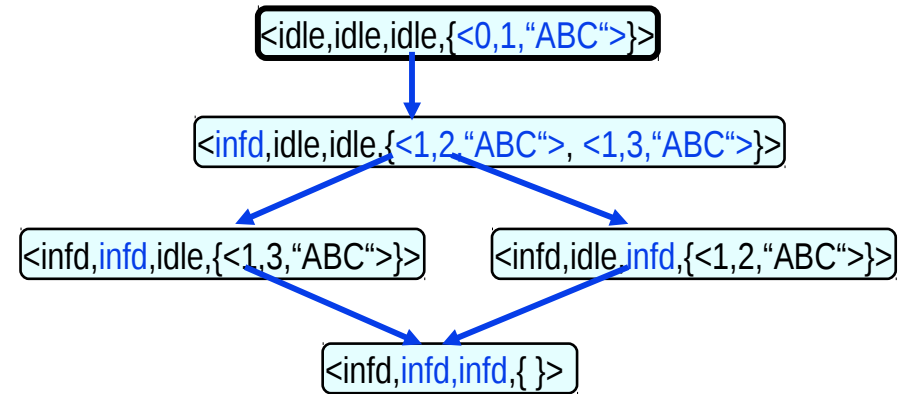 <idle,idle,idle,{<0,1,“ABC“>}>
<infd,idle,idle,{<1,2,“ABC“>, <1,3,“ABC“>}>
<infd,infd,idle,{<1,3,“ABC“>}>
<infd,idle,infd,{<1,2,“ABC“>}>
<infd,infd,infd,{ }>